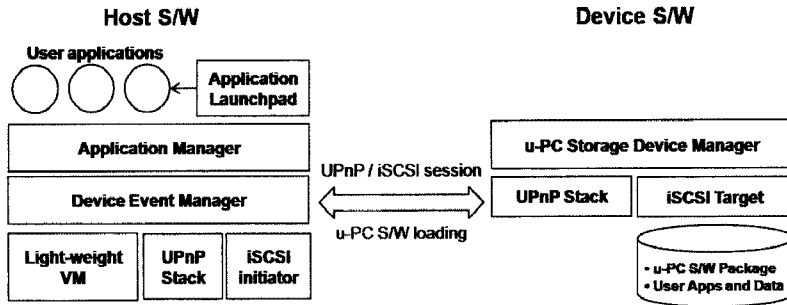 Host S/W
Device S/W
User applications
Application
Launchpad
Application Manager
Device Event Manager
Light-weight
VM
UPnP
Stack
iSCSI
initiator
UPnP / iSCSI session
u-PC S/W loading
u-PC Storage Device Manager
UPnP Stack
iSCSI Target
• u-PC S/W Package
• User Apps and Data